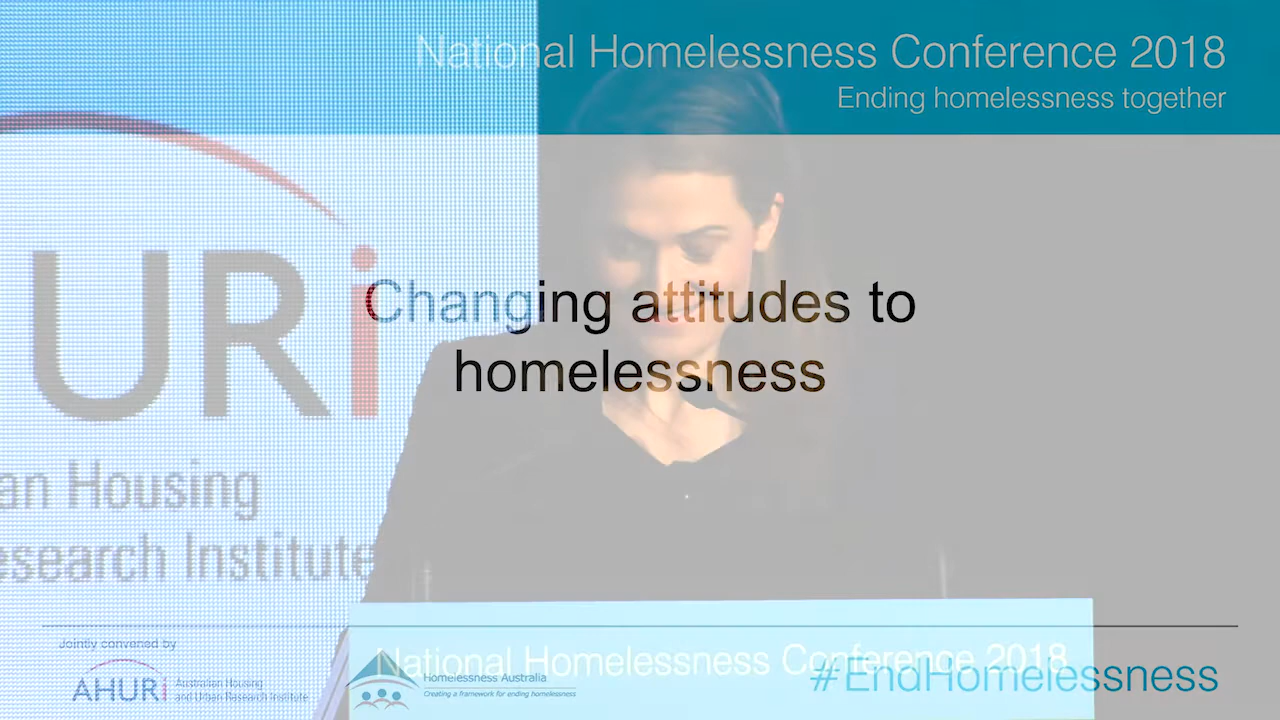 National Homelessness Conference 2018
Ending homelessness together
URi
an Housing
esearch Institute
Changing attitudes to
homelessness
National Homelessness Conference 2018
Jointly convened by
AHURi
Australian Housing
and Urban Research Institute
Homelessness Australia
Creating a framework for ending homelessness
#EndHomelessness